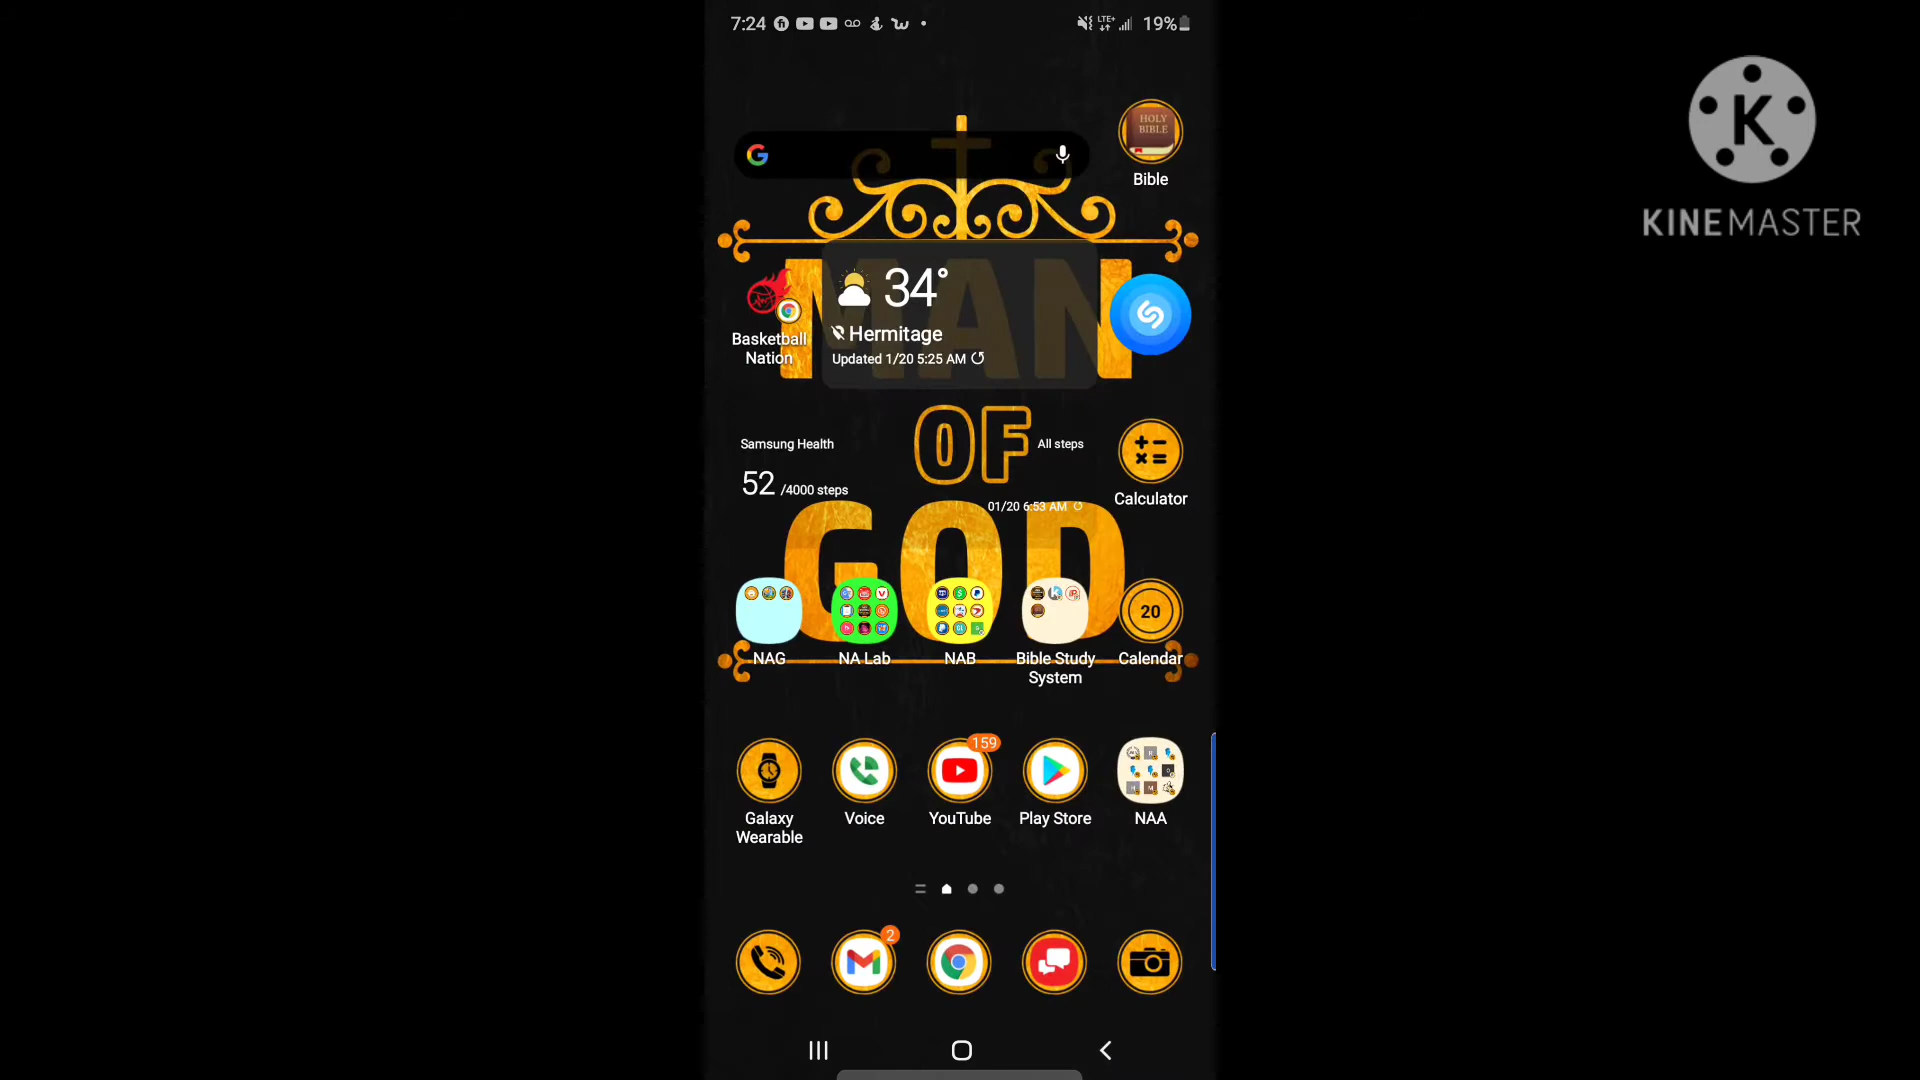 7:24
LTE+
19%
KINEMASTER
HOLY
BIBLE
Bible
MAN
34°
Hermitage
Updated 1/20 5:25 AM
Basketball
Nation
OF
Samsung Health
All steps
52 /4000 steps
01/20 6:53 AM
Calculator
GOD
20
NAG
NA Lab
NAB
Bible Study
System
Calendar
159
Galaxy
Wearable
Voice
YouTube
Play Store
NAA
2